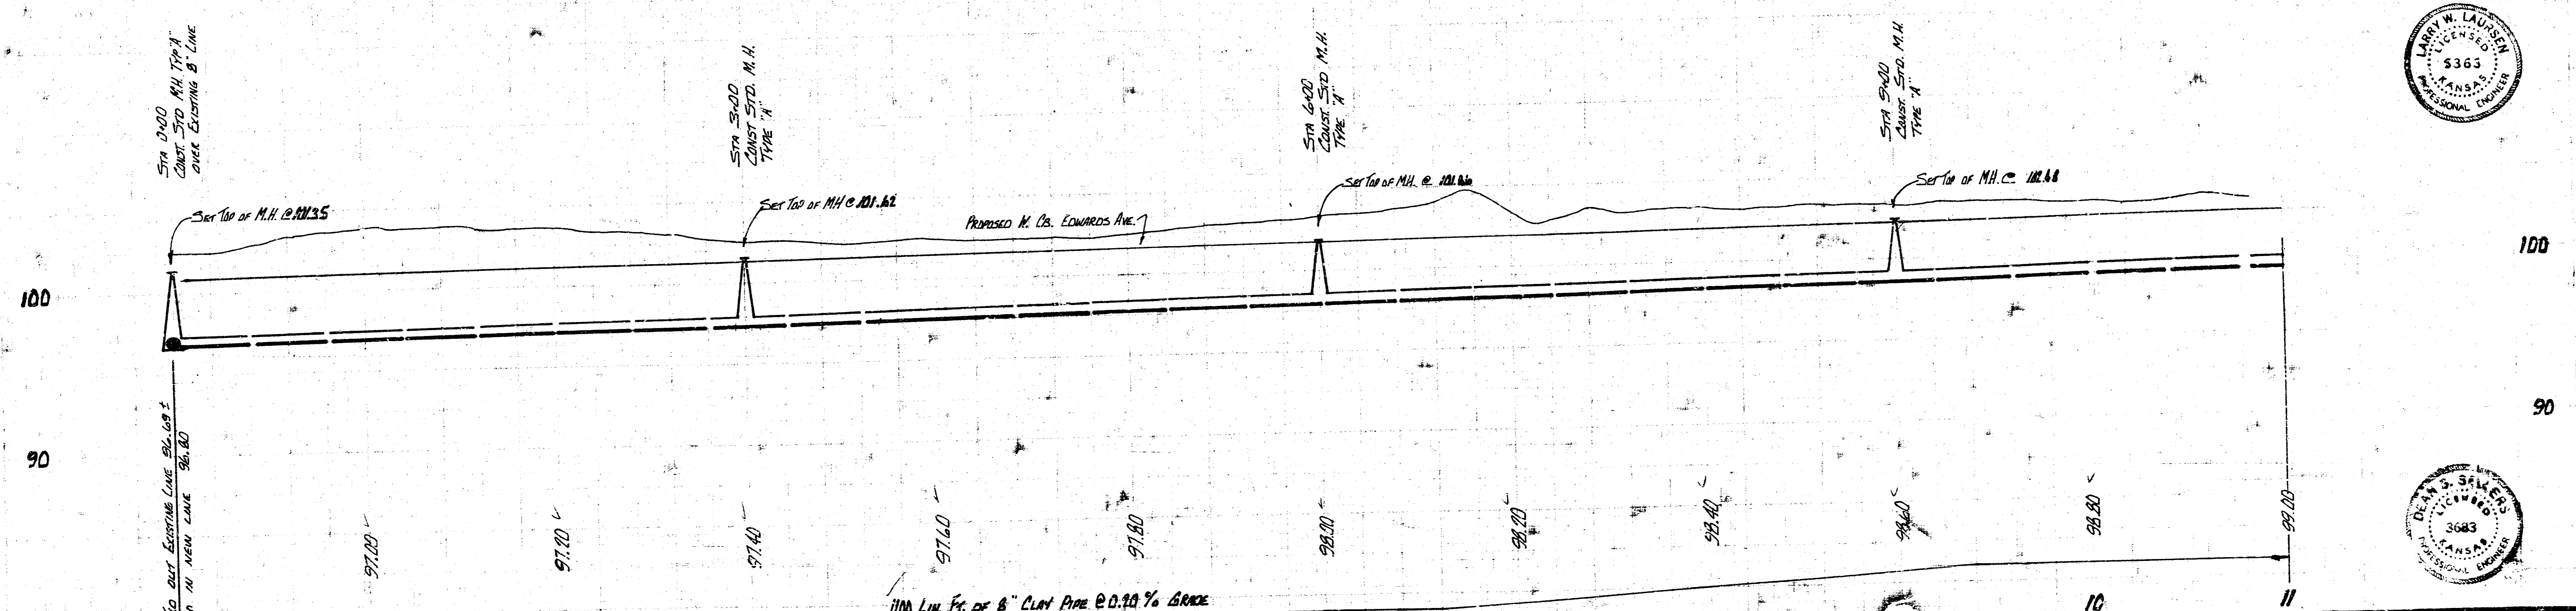 STA 0+00
CONST. STD M.H. TYP "A"
OVER EXISTING 8" LINE
STA 3+00
CONST STD. M.H.
TYPE "A"
STA 6+00
CONST. STD M.H.
TYPE "A"
STA 9+00
CONST. STD. M.H.
TYPE "A"
LARRY W. LAURSEN
LICENSED
5363
KANSAS
PROFESSIONAL ENGINEER
SET TOP OF M.H. @ 101.35
SET TOP OF M.H @ 101.62
PROPOSED W. CB. EDWARDS AVE.
SET TOP OF M.H. @
SET TOP OF M.H. @
100
100
90
90
OUT EXISTING LINE 96.69±
IN NEW LINE 96.80
97.00
97.20
97.40
97.60
97.80
98.00
98.20
98.40
98.60
98.80
99.00
DEAN S. SELLERS
LICENSED
3683
KANSAS
PROFESSIONAL ENGINEER
1100 LIN. FT. OF 8" CLAY PIPE @ 0.20 % GRADE
10
11